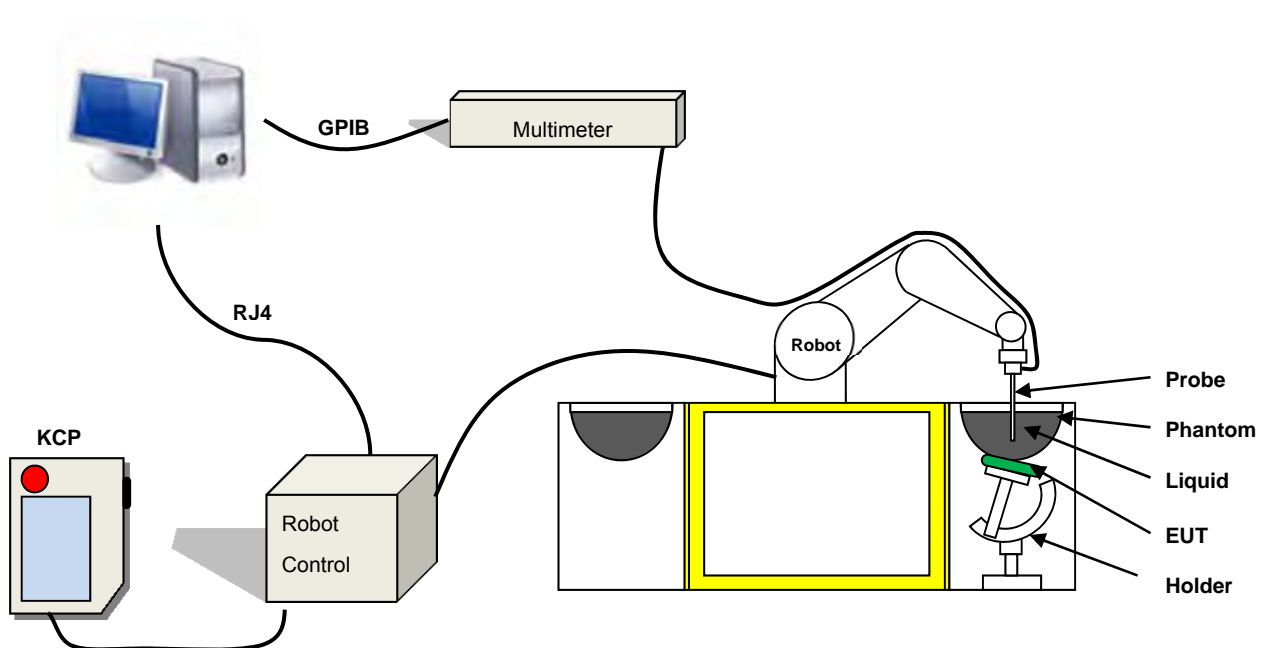 GPIB
Multimeter
RJ4
Robot
Probe
Phantom
KCP
Liquid
Robot
Control
EUT
Holder